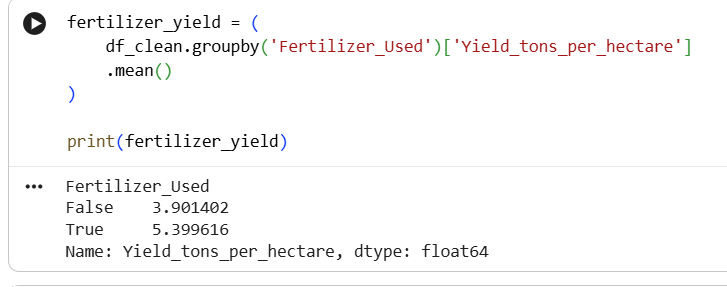 fertilizer_yield = (
    df_clean.groupby('Fertilizer_Used')['Yield_tons_per_hectare']
    .mean()
)
print(fertilizer_yield)
Fertilizer_Used
False    3.901402
True     5.399616
Name: Yield_tons_per_hectare, dtype: float64